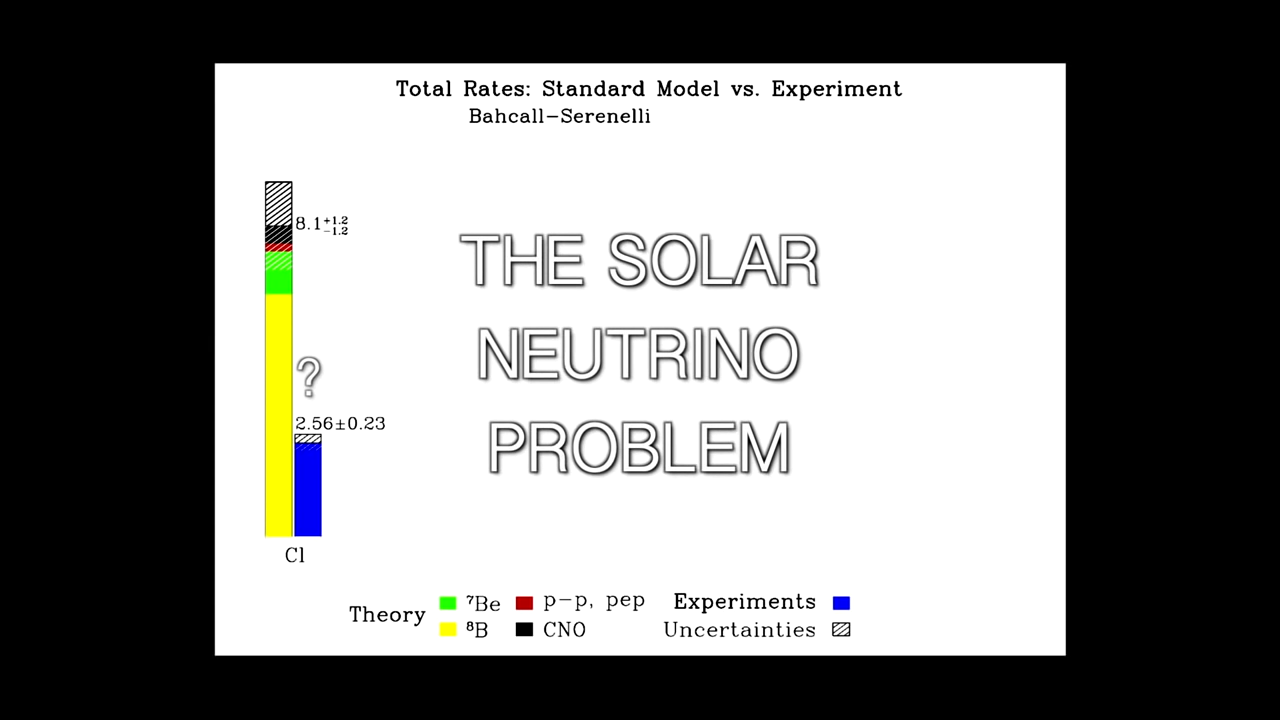 Total Rates: Standard Model vs. Experiment
Bahcall–Serenelli
8.1 +1.2 −1.2
THE SOLAR
NEUTRINO
PROBLEM
?
2.56±0.23
Cl
Theory
⁷Be
p−p, pep
Experiments
⁸B
CNO
Uncertainties